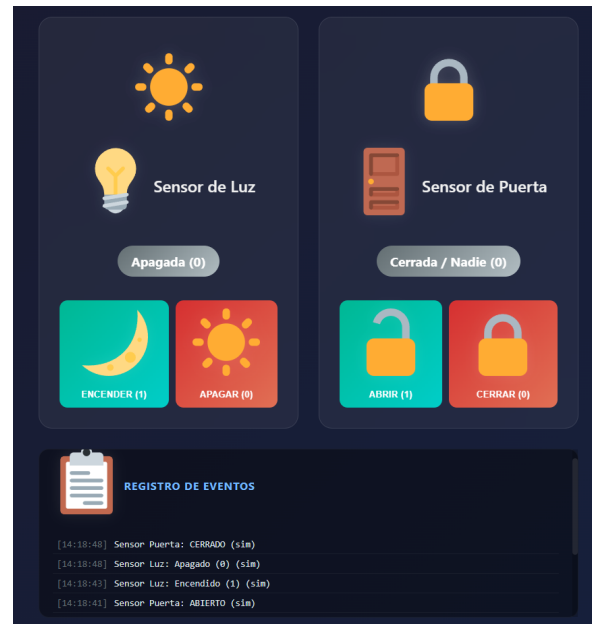 Sensor de Luz
Apagada (0)
ENCENDER (1)
APAGAR (0)
Sensor de Puerta
Cerrada / Nadie (0)
ABRIR (1)
CERRAR (0)
REGISTRO DE EVENTOS
[14:18:48] Sensor Puerta: CERRADO (sim)
[14:18:48] Sensor Luz: Apagado (0) (sim)
[14:18:43] Sensor Luz: Encendido (1) (sim)
[14:18:41] Sensor Puerta: ABIERTO (sim)